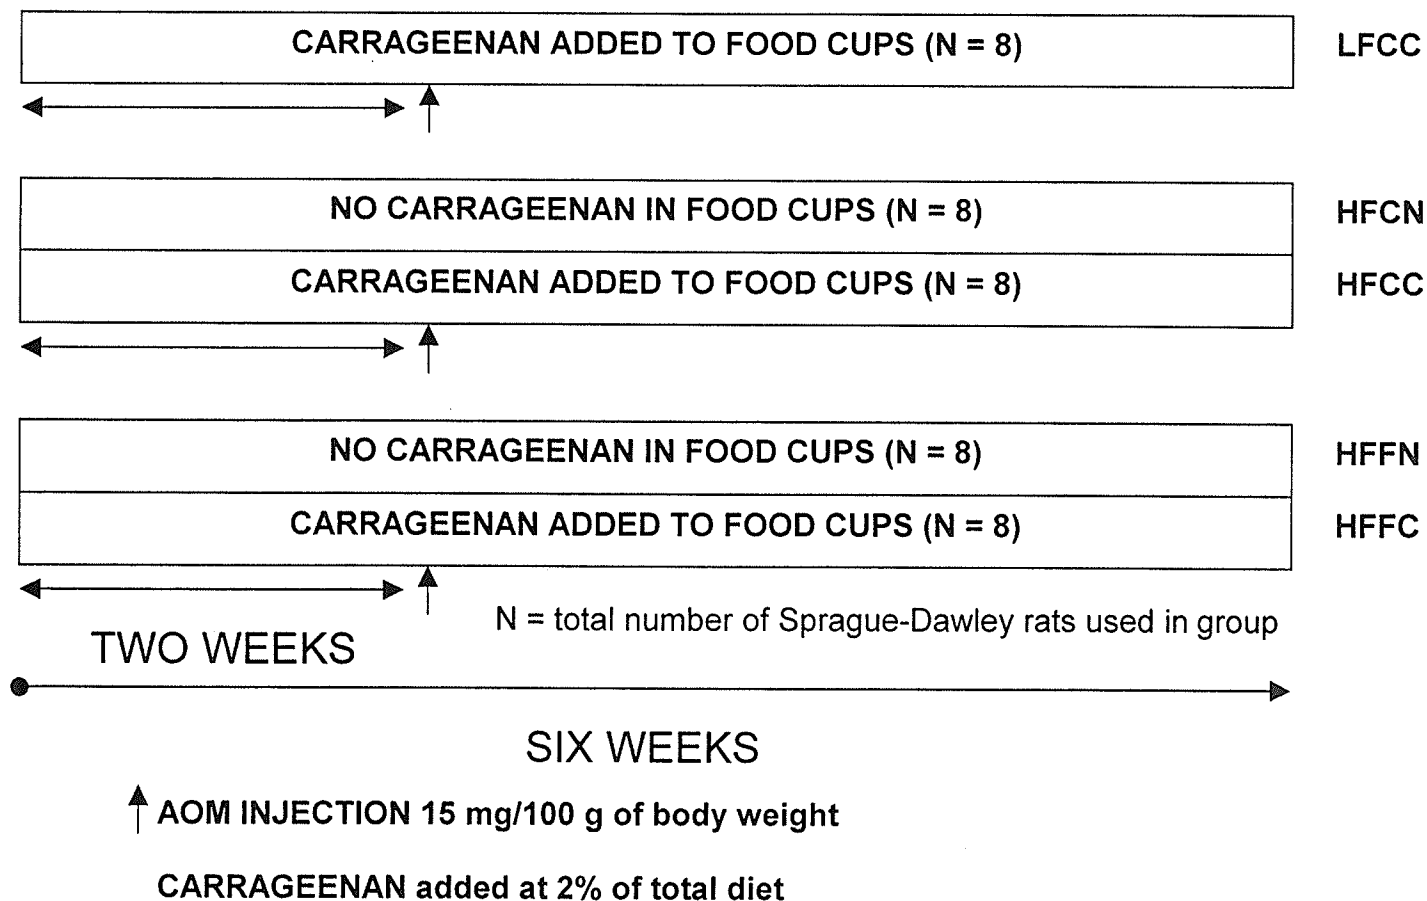 CARRAGEENAN ADDED TO FOOD CUPS (N = 8) LFCC
NO CARRAGEENAN IN FOOD CUPS (N = 8) HFCN
CARRAGEENAN ADDED TO FOOD CUPS (N = 8) HFCC
NO CARRAGEENAN IN FOOD CUPS (N = 8) HFFN
CARRAGEENAN ADDED TO FOOD CUPS (N = 8) HFFC
N = total number of Sprague-Dawley rats used in group
TWO WEEKS
SIX WEEKS
AOM INJECTION 15 mg/100 g of body weight
CARRAGEENAN added at 2% of total diet